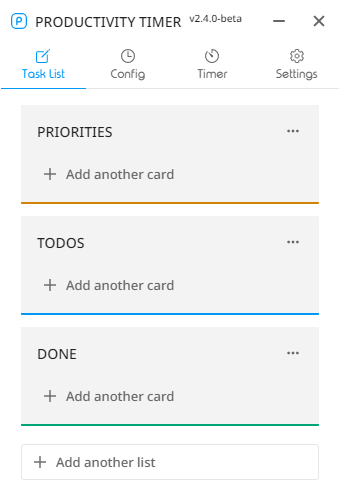 PRODUCTIVITY TIMER v2.4.0-beta
Task List Config Timer Settings
PRIORITIES
Add another card
TODOS
Add another card
DONE
Add another card
Add another list